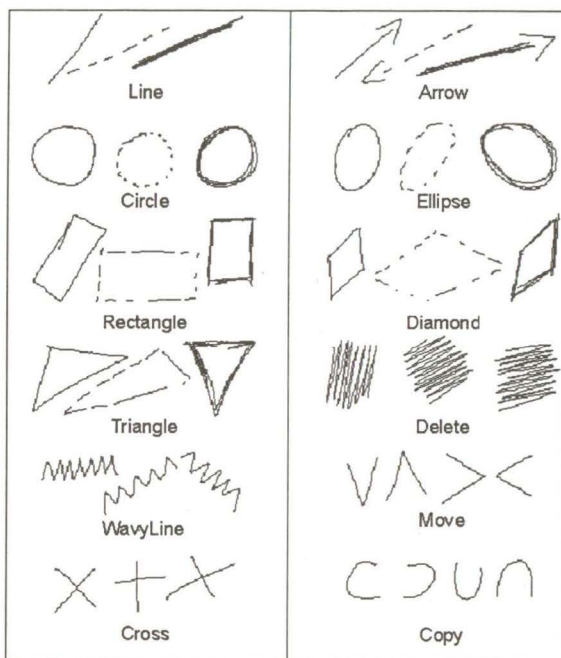 Line
Arrow
Circle
Ellipse
Rectangle
Diamond
Triangle
Delete
WavyLine
Move
Cross
Copy